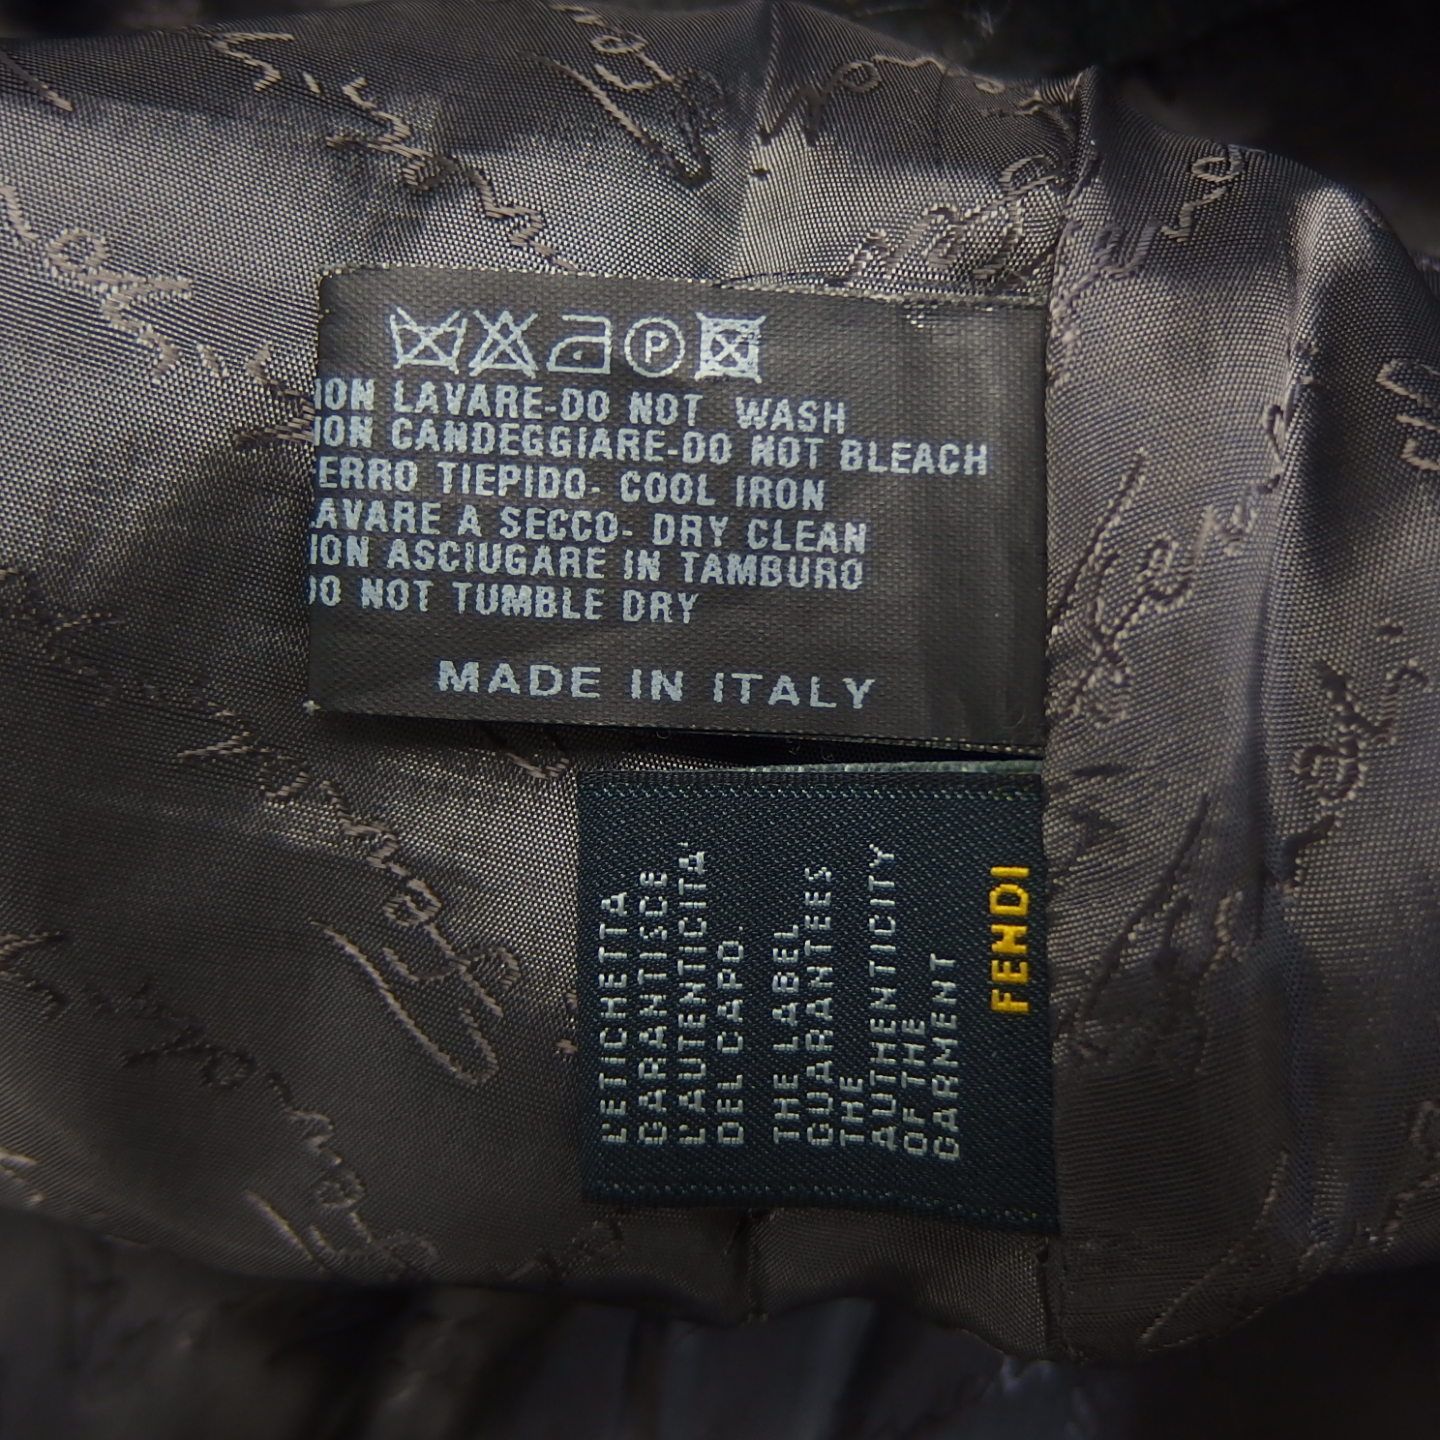 ION LAVARE-DO NOT WASH
ION CANDEGGIARE-DO NOT BLEACH
ERRO TIEPIDO- COOL IRON
LAVARE A SECCO- DRY CLEAN
ION ASCIUGARE IN TAMBURO
DO NOT TUMBLE DRY
MADE IN ITALY
L'ETICHETTA
GARANTISCE
L'AUTENTICITA'
DEL CAPO.
THE LABEL
GUARANTEES
THE
AUTHENTICITY
OF THE
GARMENT
FENDI